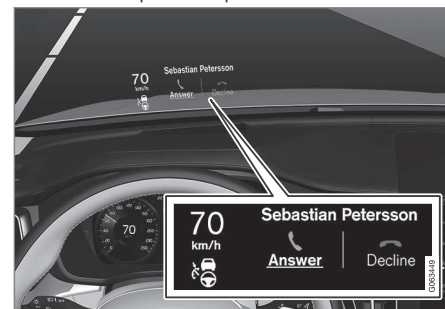 70
km/h
Sebastian Petersson
Answer
Decline
70
70
km/h
Sebastian Petersson
Answer
Decline
G063449